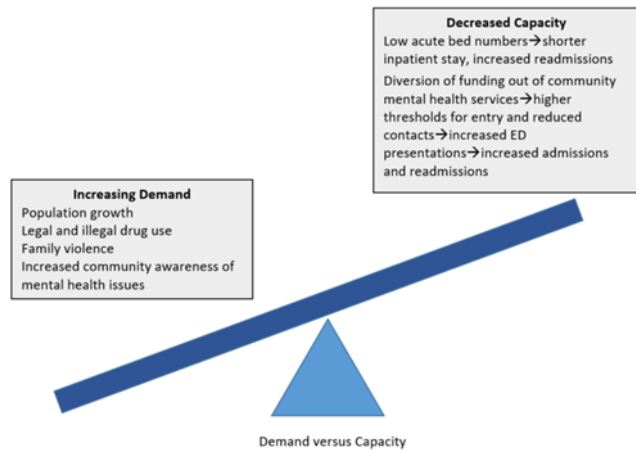 Decreased Capacity
Low acute bed numbers→shorter
inpatient stay, increased readmissions
Diversion of funding out of community
mental health services→higher
thresholds for entry and reduced
contacts→increased ED
presentations→increased admissions
and readmissions
Increasing Demand
Population growth
Legal and illegal drug use
Family violence
Increased community awareness of
mental health issues
Demand versus Capacity